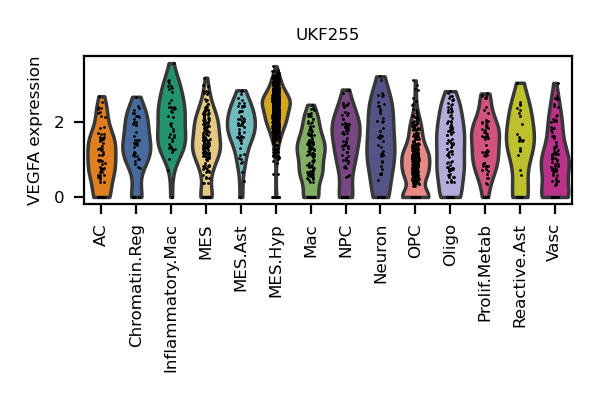 UKF255
VEGFA expression
2
0
AC
Chromatin.Reg
Inflammatory.Mac
MES
MES.Ast
MES.Hyp
Mac
NPC
Neuron
OPC
Oligo
Prolif.Metab
Reactive.Ast
Vasc